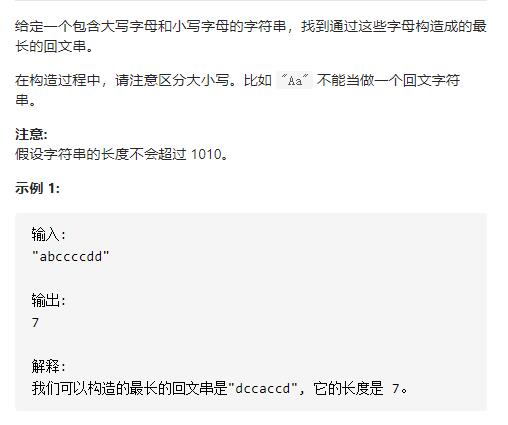 给定一个包含大写字母和小写字母的字符串，找到通过这些字母构造成的最
长的回文串。
在构造过程中，请注意区分大小写。比如 "Aa" 不能当做一个回文字符
串。
注意:
假设字符串的长度不会超过 1010。
示例 1:
输入:
"abccccdd"
输出:
7
解释:
我们可以构造的最长的回文串是"dccaccd", 它的长度是 7。